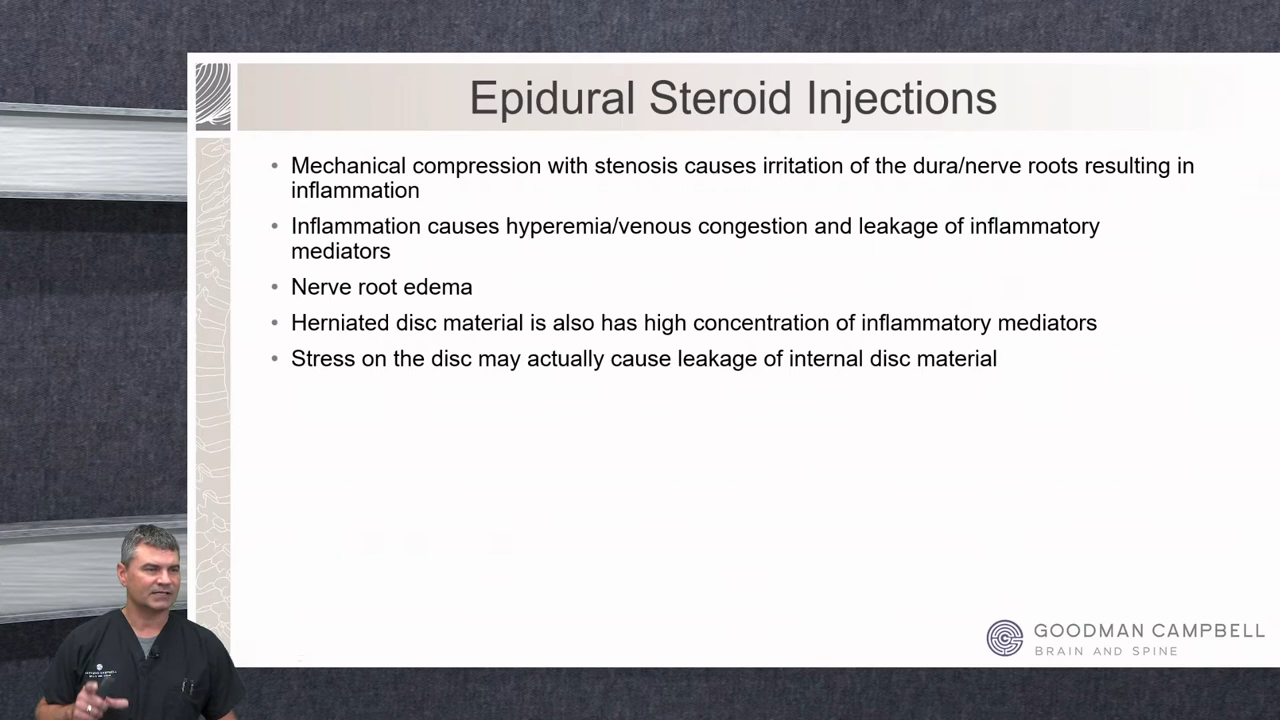 Epidural Steroid Injections
• Mechanical compression with stenosis causes irritation of the dura/nerve roots resulting in
inflammation
• Inflammation causes hyperemia/venous congestion and leakage of inflammatory
mediators
• Nerve root edema
• Herniated disc material is also has high concentration of inflammatory mediators
• Stress on the disc may actually cause leakage of internal disc material
GOODMAN CAMPBELL
BRAIN AND SPINE